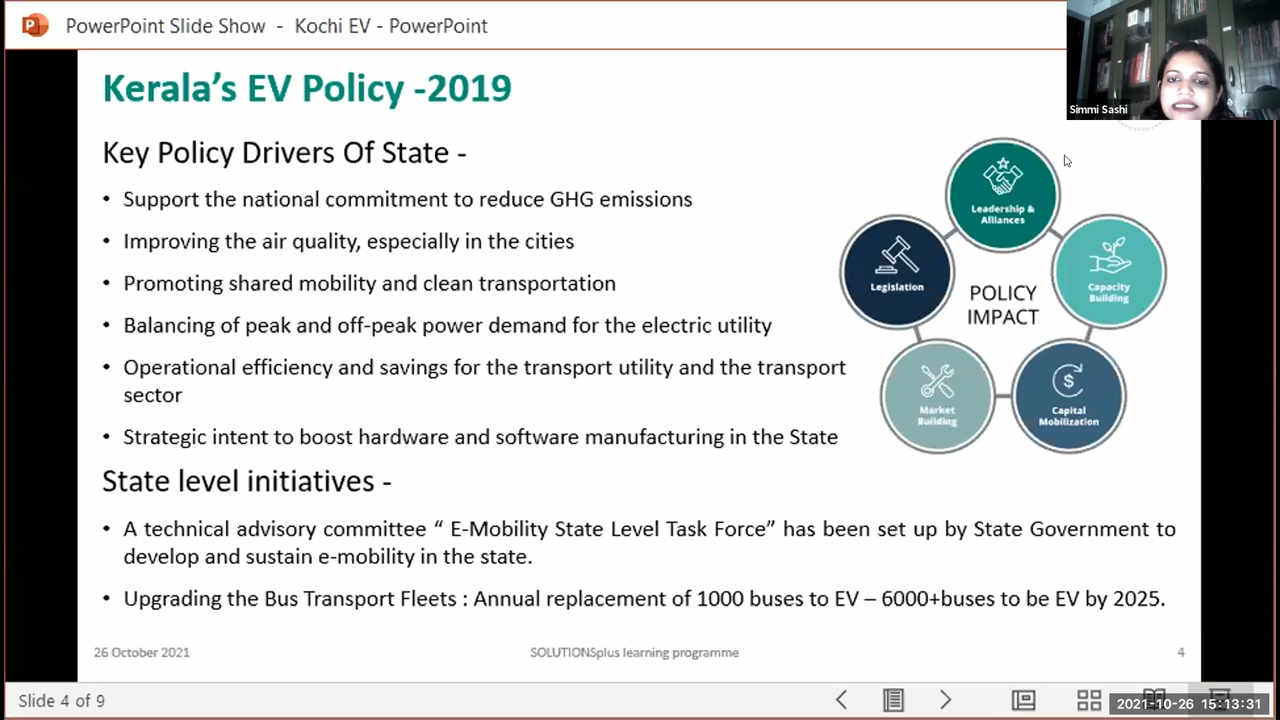 PowerPoint Slide Show - Kochi EV - PowerPoint
Simmi Sashi
Kerala's EV Policy -2019
Key Policy Drivers Of State -
• Support the national commitment to reduce GHG emissions
• Improving the air quality, especially in the cities
• Promoting shared mobility and clean transportation
• Balancing of peak and off-peak power demand for the electric utility
• Operational efficiency and savings for the transport utility and the transport
sector
• Strategic intent to boost hardware and software manufacturing in the State
Leadership &
Alliances
Legislation
Capacity
Building
POLICY
IMPACT
Market
Building
$
Capital
Mobilization
State level initiatives -
• A technical advisory committee “ E-Mobility State Level Task Force” has been set up by State Government to
develop and sustain e-mobility in the state.
• Upgrading the Bus Transport Fleets : Annual replacement of 1000 buses to EV – 6000+buses to be EV by 2025.
26 October 2021
SOLUTIONSplus learning programme
4
Slide 4 of 9
2021-10-26 15:13:31